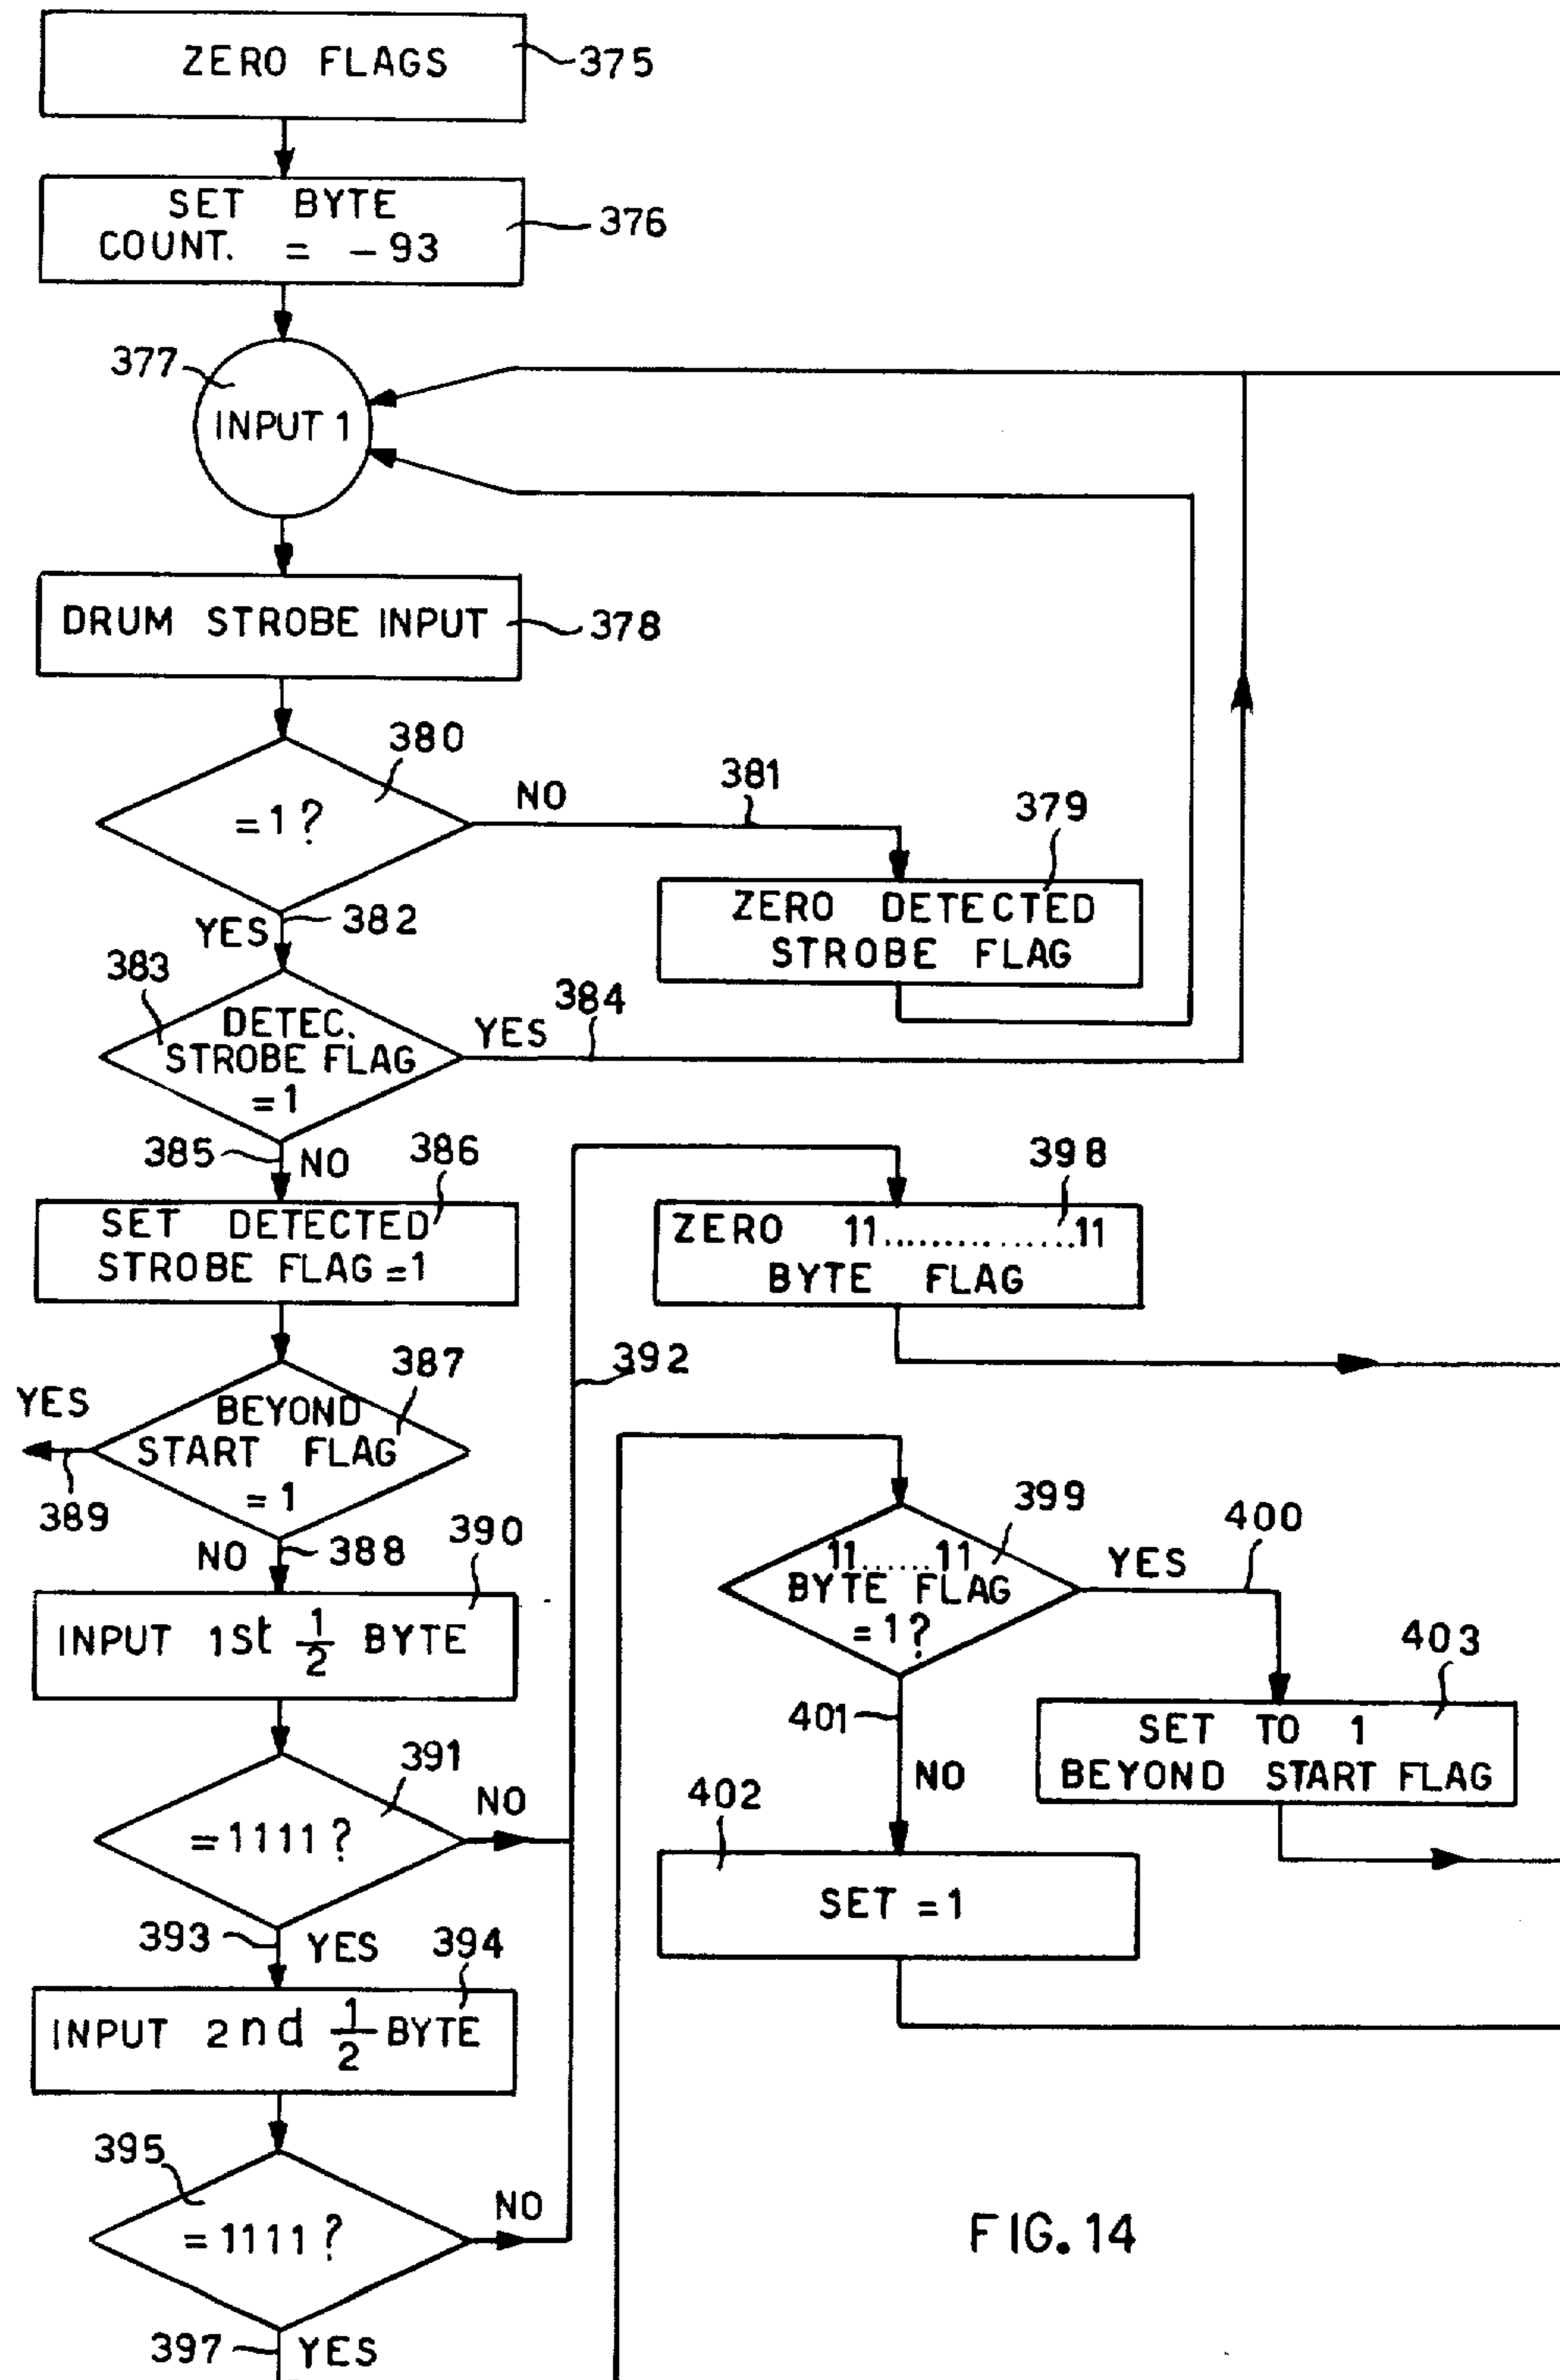 ZERO FLAGS
375
SET BYTE
COUNT. = -93
376
377
INPUT 1
DRUM STROBE INPUT
378
380
=1?
NO
381
379
ZERO DETECTED
STROBE FLAG
YES
382
383
DETEC.
STROBE FLAG
=1
YES
384
385
NO
386
SET DETECTED
STROBE FLAG=1
398
ZERO 11................11
BYTE FLAG
387
392
YES
BEYOND
START FLAG
=1
389
NO
388
390
INPUT 1st 1/2 BYTE
399
11......11
BYTE FLAG
=1?
YES
400
401
NO
403
SET TO 1
BEYOND START FLAG
391
=1111?
NO
402
SET =1
393
YES
394
INPUT 2nd 1/2 BYTE
395
=1111?
NO
397
YES
FIG. 14